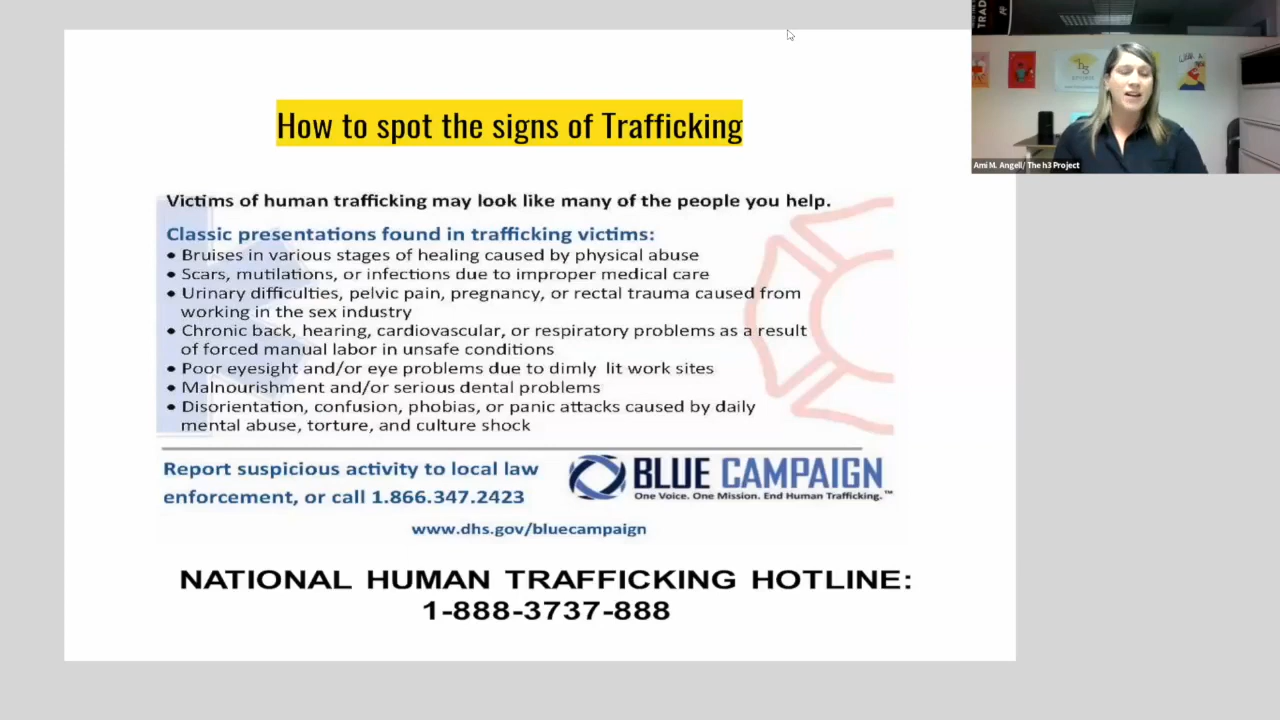 How to spot the signs of Trafficking
Victims of human trafficking may look like many of the people you help.
Classic presentations found in trafficking victims:
• Bruises in various stages of healing caused by physical abuse
• Scars, mutilations, or infections due to improper medical care
• Urinary difficulties, pelvic pain, pregnancy, or rectal trauma caused from
working in the sex industry
• Chronic back, hearing, cardiovascular, or respiratory problems as a result
of forced manual labor in unsafe conditions
• Poor eyesight and/or eye problems due to dimly lit work sites
• Malnourishment and/or serious dental problems
• Disorientation, confusion, phobias, or panic attacks caused by daily
mental abuse, torture, and culture shock
Report suspicious activity to local law
enforcement, or call 1.866.347.2423
BLUE CAMPAIGN
One Voice. One Mission. End Human Trafficking.™
www.dhs.gov/bluecampaign
NATIONAL HUMAN TRAFFICKING HOTLINE:
1-888-3737-888
TRAD
h3
Ami M. Angell/ The h3 Project